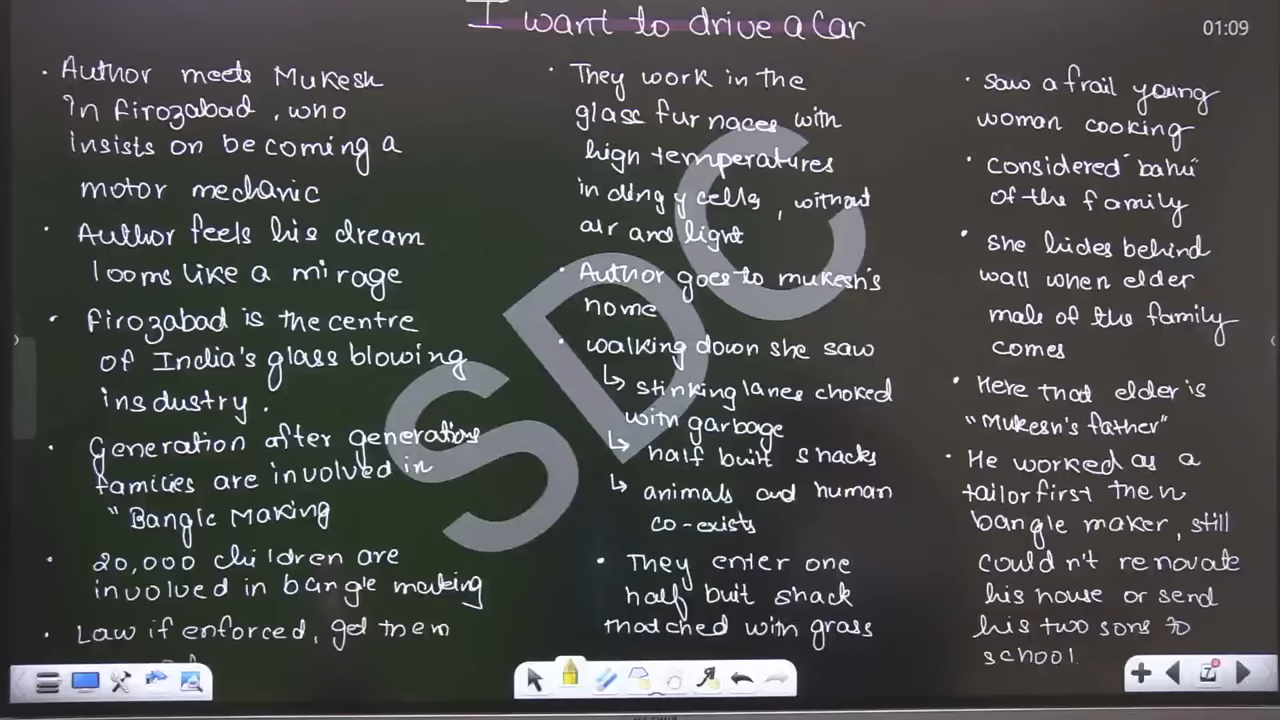 I want to drive a Car
01:09
· Author meets Mukesh
In firozabad , who
insists on becoming a
motor mechanic
· Author feels his dream
looms like a mirage
· firozabad is the centre
of India's glass blowing
insdustry .
· Generation after generations
families are involved in
" Bangle Making
· 20,000 children are
involved in bangle making
· Law if enforced, get them
· They work in the
glass furnaces with
high temperatures
in dingy cells , without
air and light
· Author goes to mukesh's
home
· walking down she saw
↳ stinking lanes choked
with garbage
↳ half built shacks
↳ animals and human
co-exists
· They enter one
half buit shack
thatched with grass
· saw a frail young
woman cooking
· considered "bahu"
of the family
· she hides behind
wall when elder
male of the family
comes
· Here that elder is
"Mukesh's father"
· He worked as a
tailor first then
bangle maker , still
couldn't renovate
his house or send
his two sons to
school.
SDC